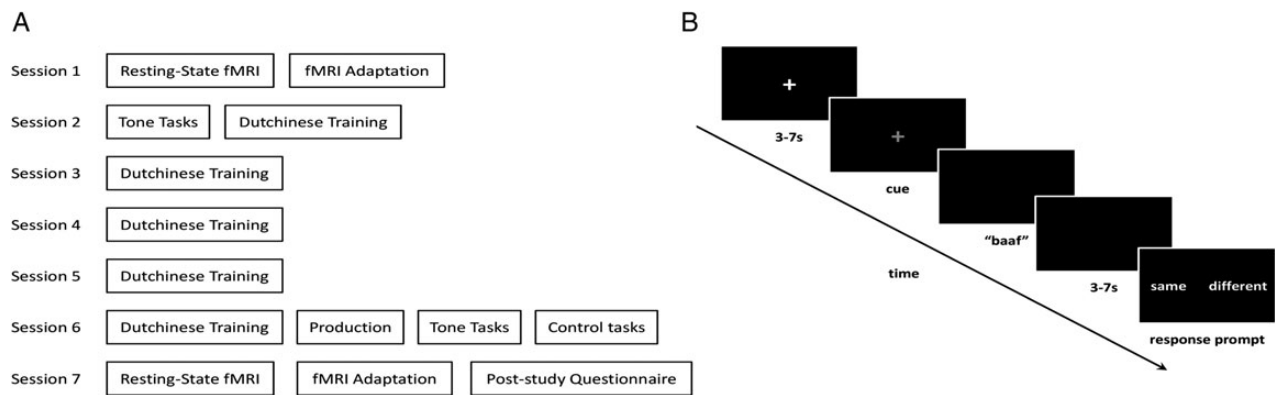 A
Session 1 Resting-State fMRI fMRI Adaptation
Session 2 Tone Tasks Dutchinese Training
Session 3 Dutchinese Training
Session 4 Dutchinese Training
Session 5 Dutchinese Training
Session 6 Dutchinese Training Production Tone Tasks Control tasks
Session 7 Resting-State fMRI fMRI Adaptation Post-study Questionnaire
B
+
3-7s
+
cue
“baaf”
3-7s
same different
response prompt
time